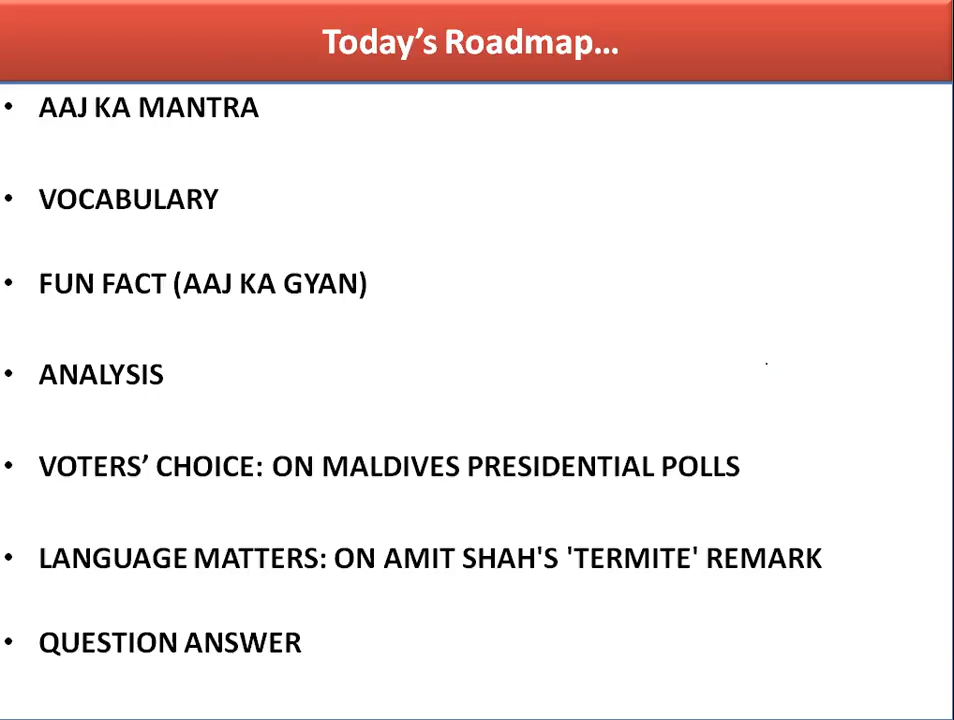 Today’s Roadmap...
• AAJ KA MANTRA
• VOCABULARY
• FUN FACT (AAJ KA GYAN)
• ANALYSIS
• VOTERS’ CHOICE: ON MALDIVES PRESIDENTIAL POLLS
• LANGUAGE MATTERS: ON AMIT SHAH'S 'TERMITE' REMARK
• QUESTION ANSWER